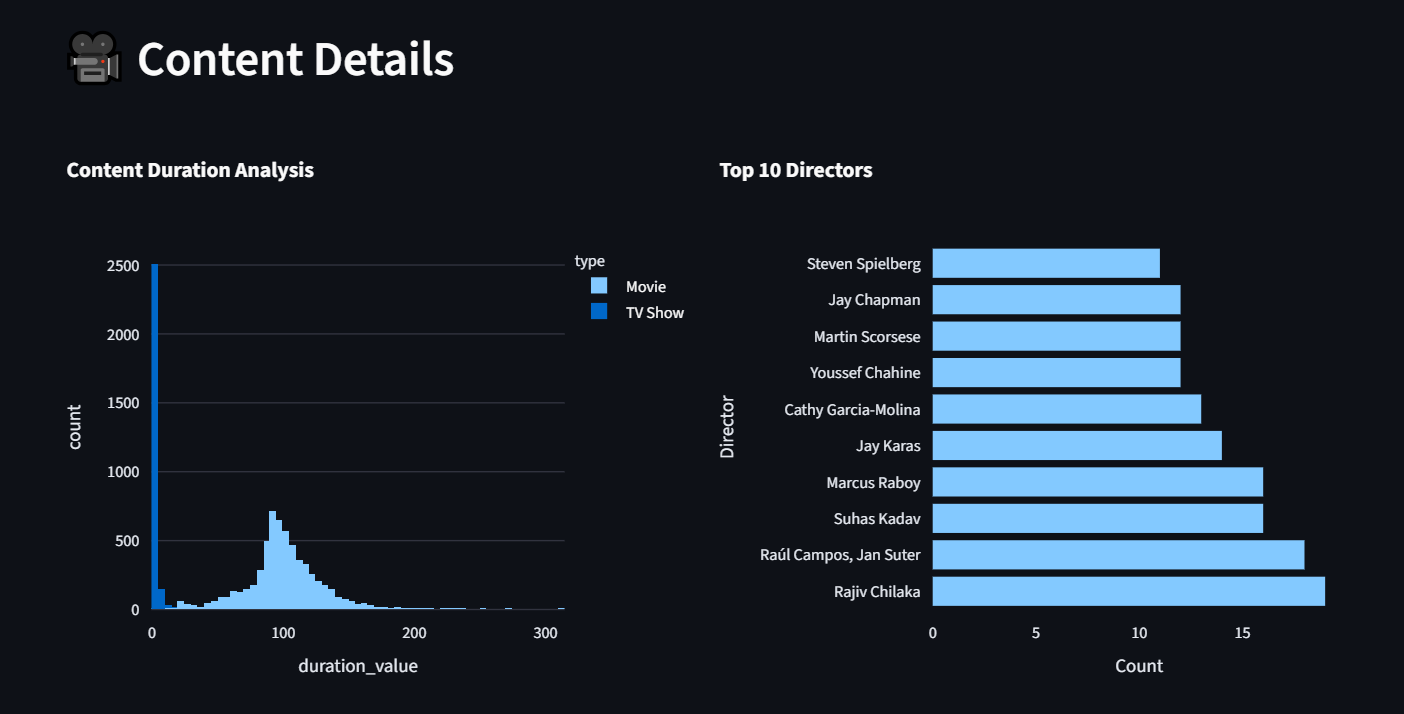 Content Details
Content Duration Analysis
2500
2000
1500
1000
500
0
count
0 100 200 300
duration_value
type
Movie
TV Show
Top 10 Directors
Director
Steven Spielberg
Jay Chapman
Martin Scorsese
Youssef Chahine
Cathy Garcia-Molina
Jay Karas
Marcus Raboy
Suhas Kadav
Raúl Campos, Jan Suter
Rajiv Chilaka
0 5 10 15
Count